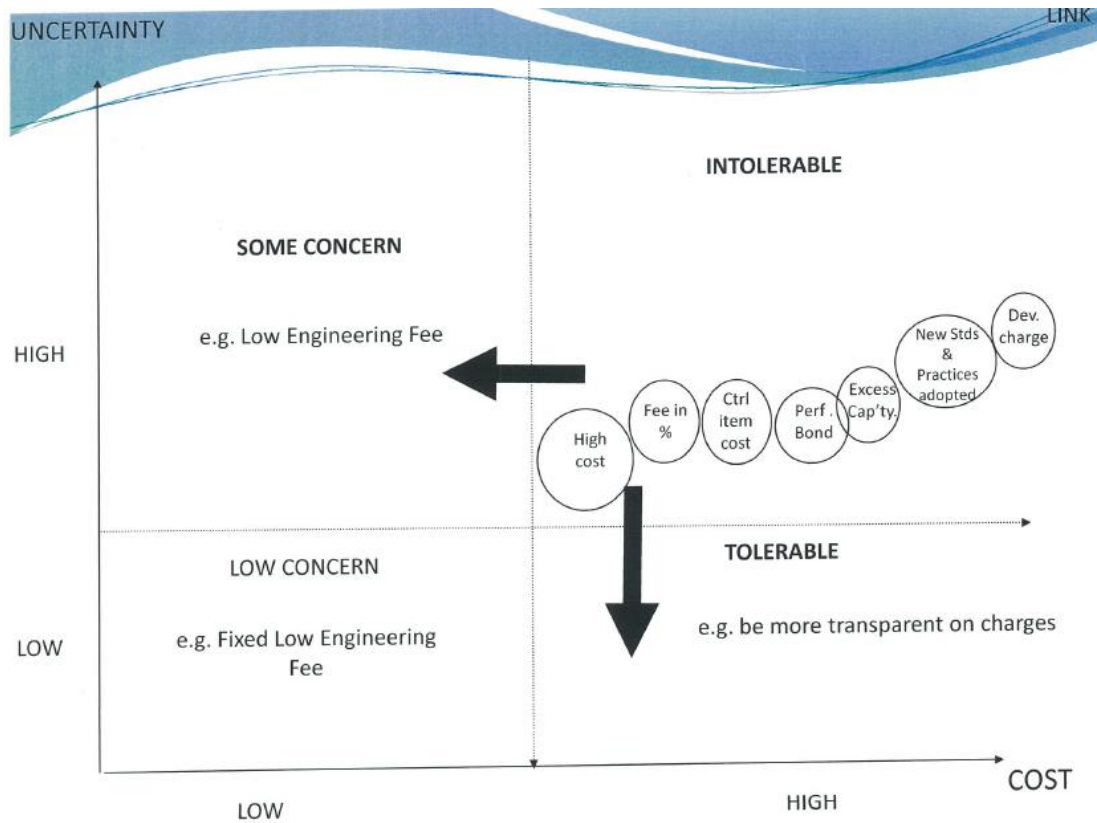 UNCERTAINTY
LINK
INTOLERABLE
SOME CONCERN
e.g. Low Engineering Fee
HIGH
Dev.
charge
New Stds
&
Practices
adopted
Excess
Cap'ty.
Perf .
Bond
Ctrl
item
cost
Fee in
%
High
cost
TOLERABLE
LOW CONCERN
e.g. be more transparent on charges
e.g. Fixed Low Engineering
Fee
LOW
COST
LOW
HIGH